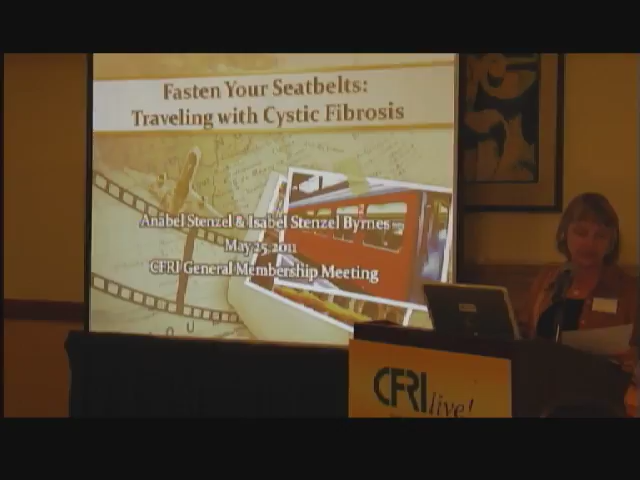 Fasten Your Seatbelts:
Traveling with Cystic Fibrosis
Anabel Stenzel & Isabel Stenzel Byrnes
May 25 2011
CFRI General Membership Meeting
CFRI live!